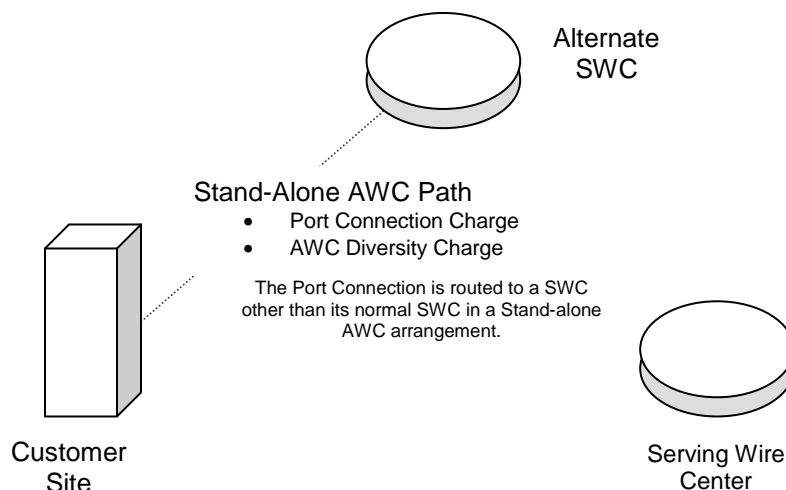 Alternate
SWC
Stand-Alone AWC Path
• Port Connection Charge
• AWC Diversity Charge
The Port Connection is routed to a SWC
other than its normal SWC in a Stand-alone
AWC arrangement.
Customer
Site
Serving Wire
Center